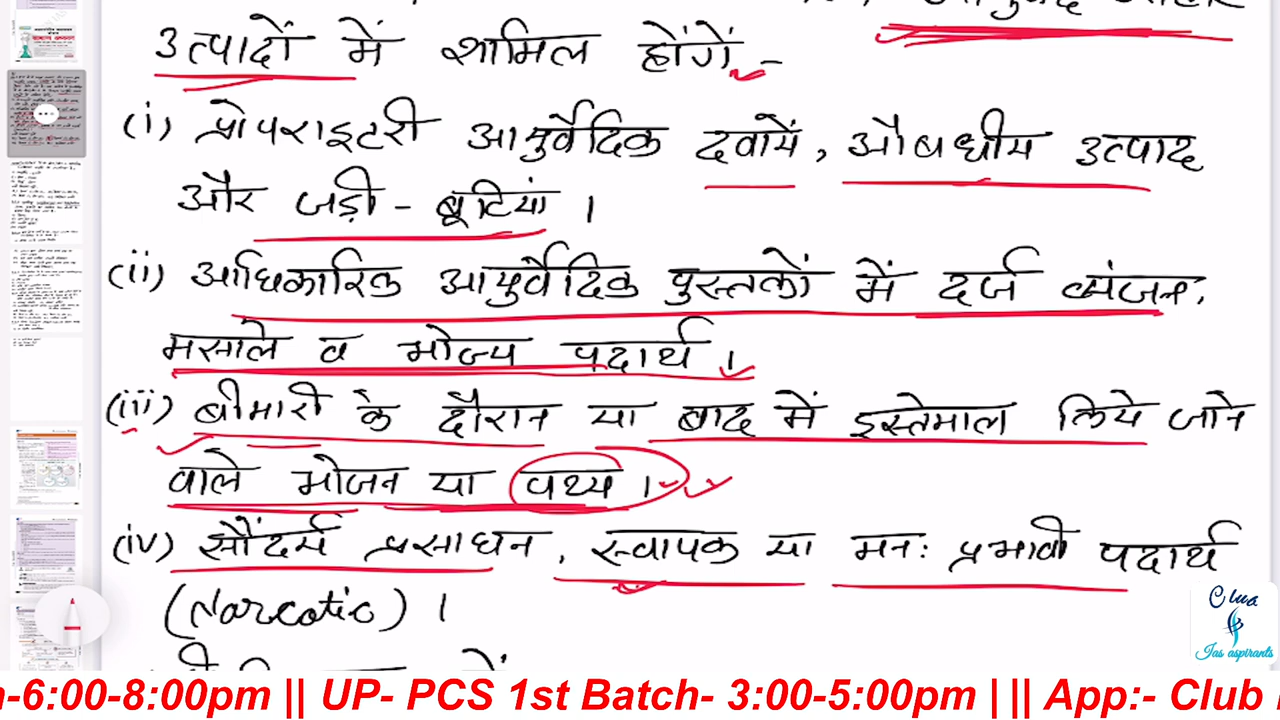 उत्पादों में शामिल होंगें -
(i) प्रोपराइटरी आयुर्वेदिक दवायें, औषधीय उत्पाद
और जड़ी - बूटियां ।
(ii) आधिकारिक आयुर्वेदिक पुस्तकों में दर्ज व्यंजन,
मसाले व भोज्य पदार्थ ।
(iii) बीमारी के दौरान या बाद में इस्तेमाल किये जाने
वाले भोजन या पथ्य ।
(iv) सौंदर्य प्रसाधन, स्वापक या मनः प्रभावी पदार्थ
(Narcotic) ।
Club
Ias aspirants
-6:00-8:00pm || UP- PCS 1st Batch- 3:00-5:00pm | || App:- Club